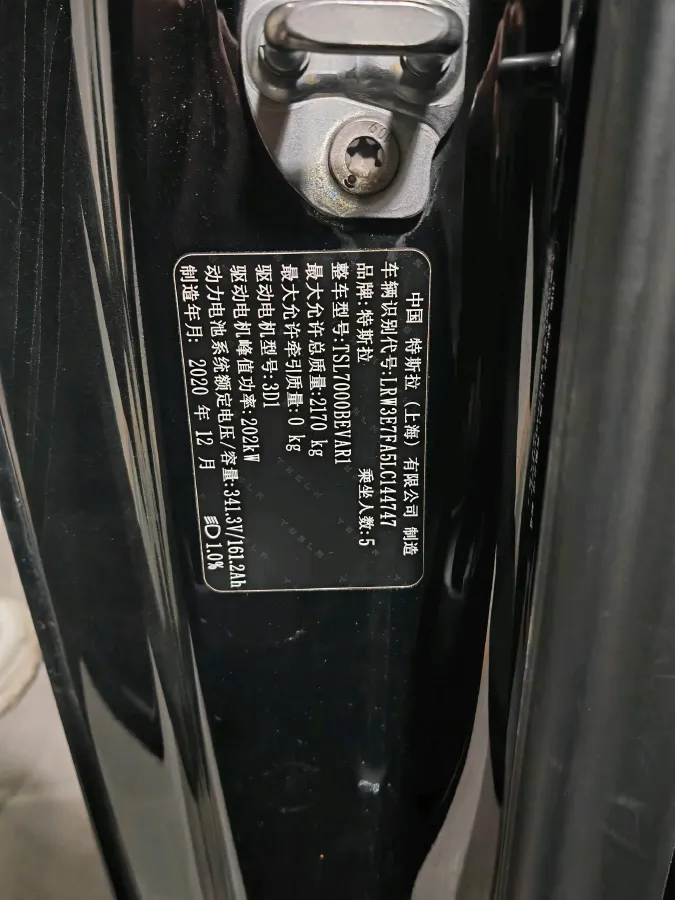 中国 特斯拉（上海）有限公司 制造
车辆识别代号:LRW3E7FA5LC144747
品牌:特斯拉 乘坐人数:5
整车型号:TSL7000BEVAR1
最大允许总质量:2170 kg
最大允许牵引质量:0 kg
驱动电机型号:3D1
驱动电机峰值功率:202kW
动力电池系统额定电压/容量:341.3V/161.2Ah
制造年月: 2020 年 12 月 1.0%
60